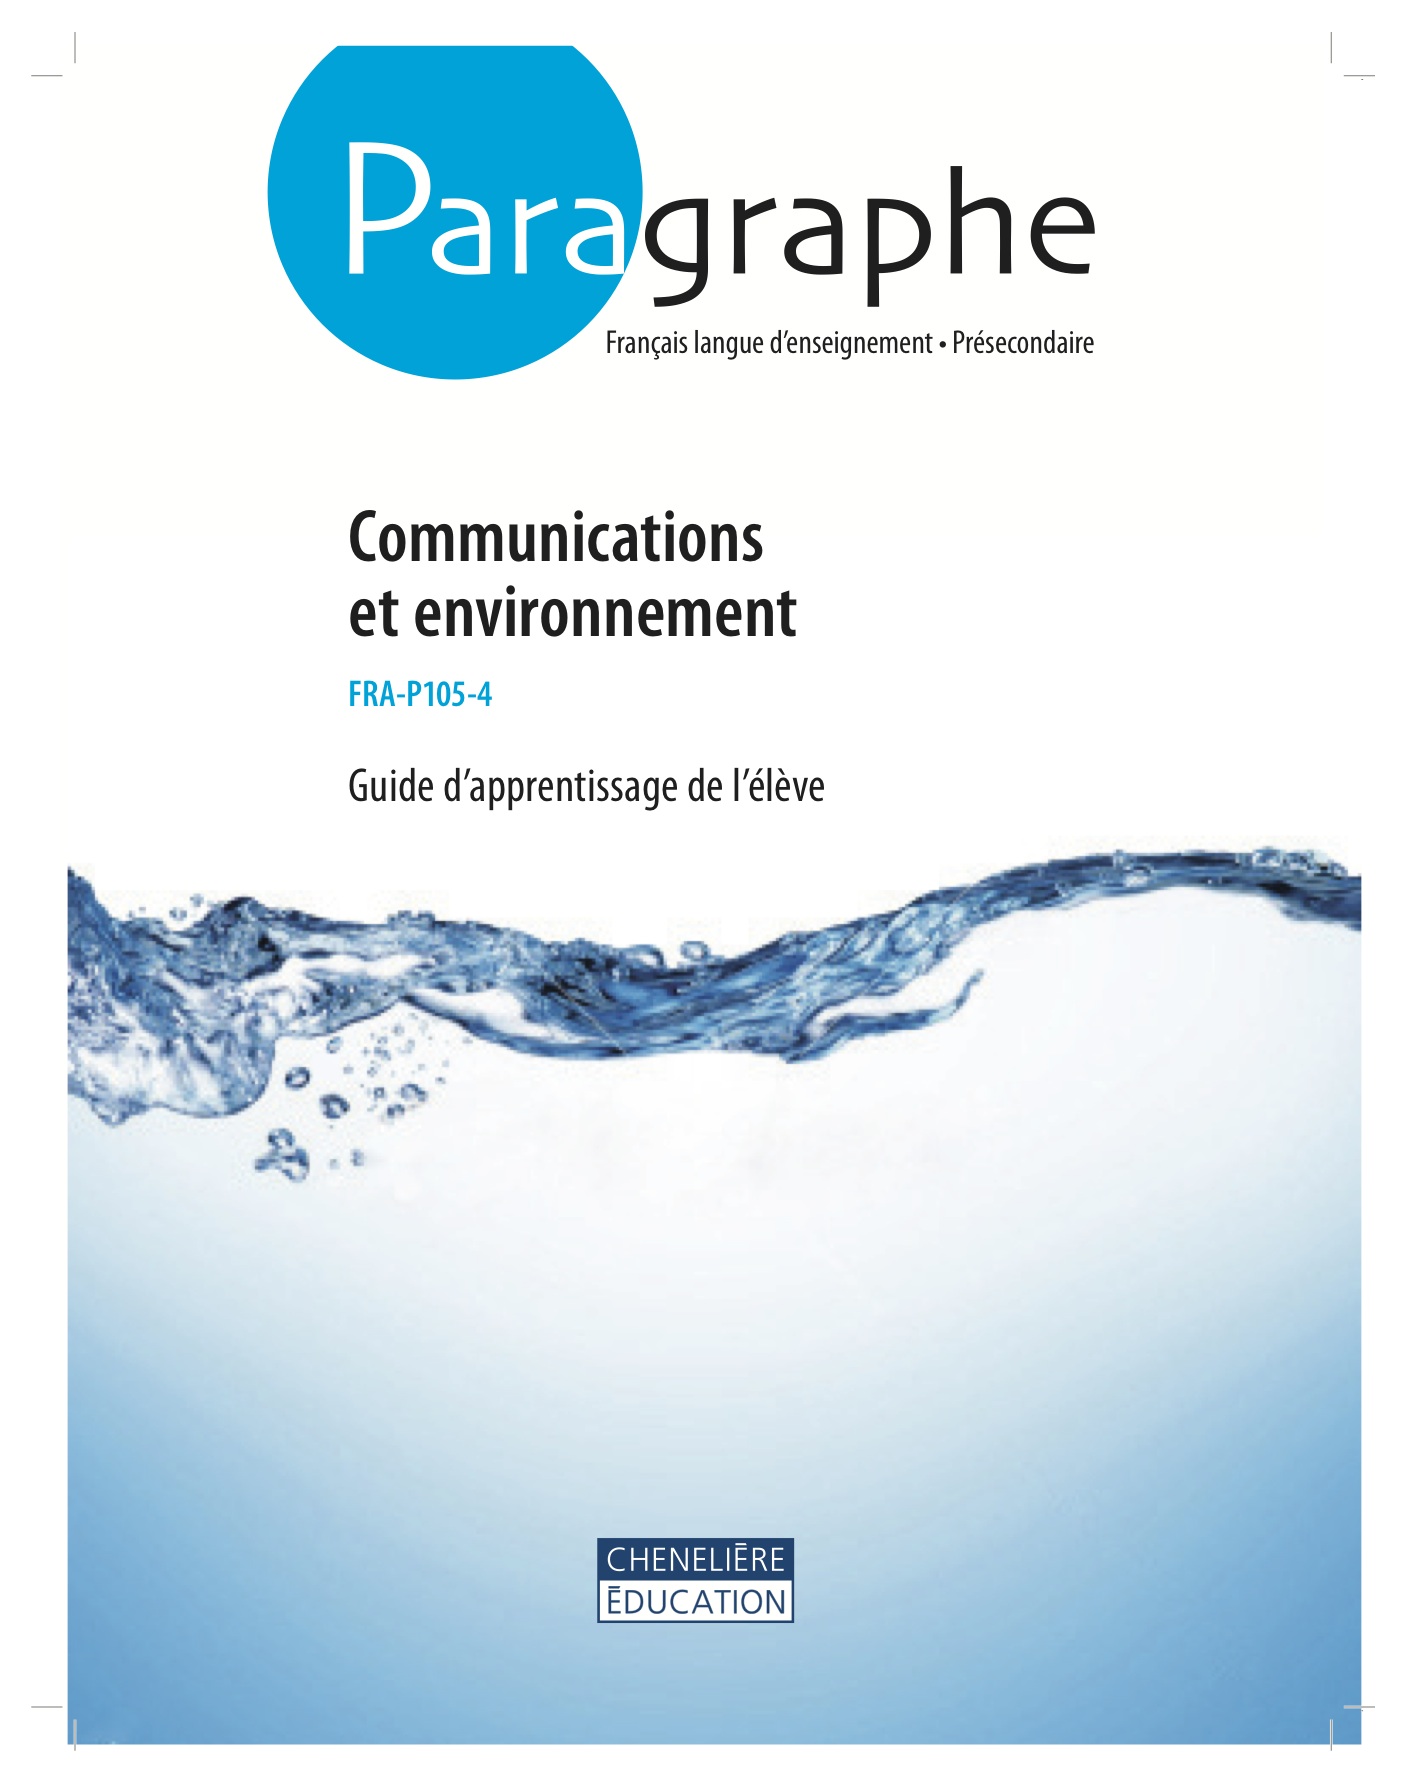 Paragraphe
Français langue d’enseignement • Présecondaire
Communications
et environnement
FRA-P105-4
Guide d’apprentissage de l’élève
CHENELIÈRE
ÉDUCATION